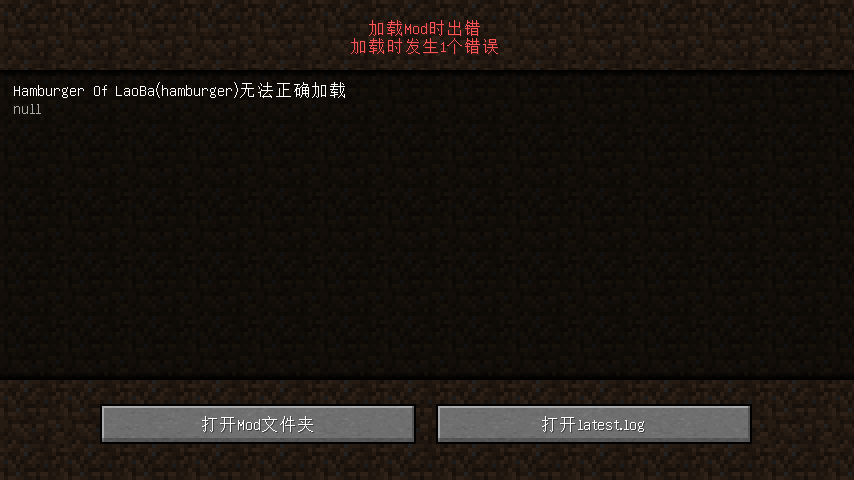 加载Mod时出错
加载时发生1个错误
Hamburger Of LaoBa(hamburger)无法正确加载
null
打开Mod文件夹
打开latest.log